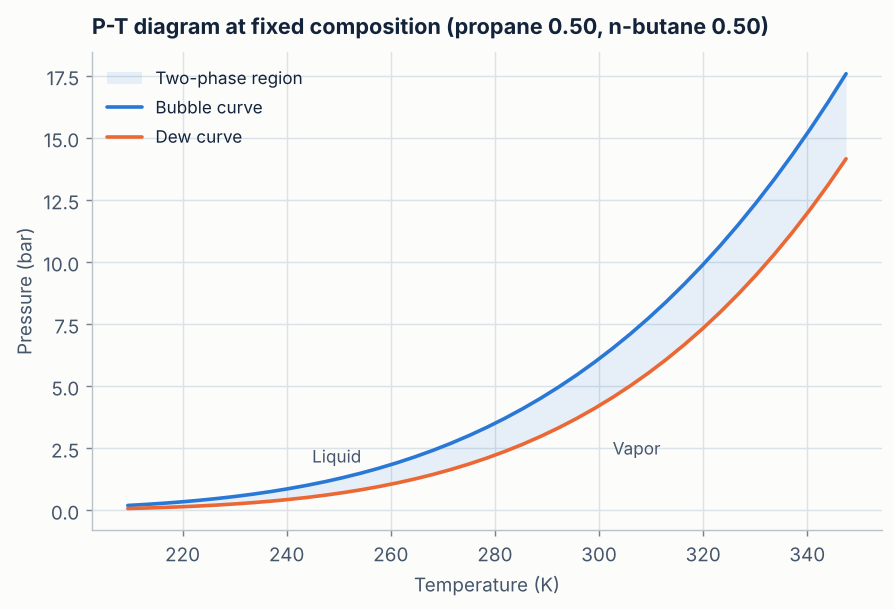 P-T diagram at fixed composition (propane 0.50, n-butane 0.50)
Two-phase region
Bubble curve
Dew curve
17.5
15.0
12.5
10.0
7.5
5.0
2.5
0.0
Pressure (bar)
Liquid
Vapor
220
240
260
280
300
320
340
Temperature (K)